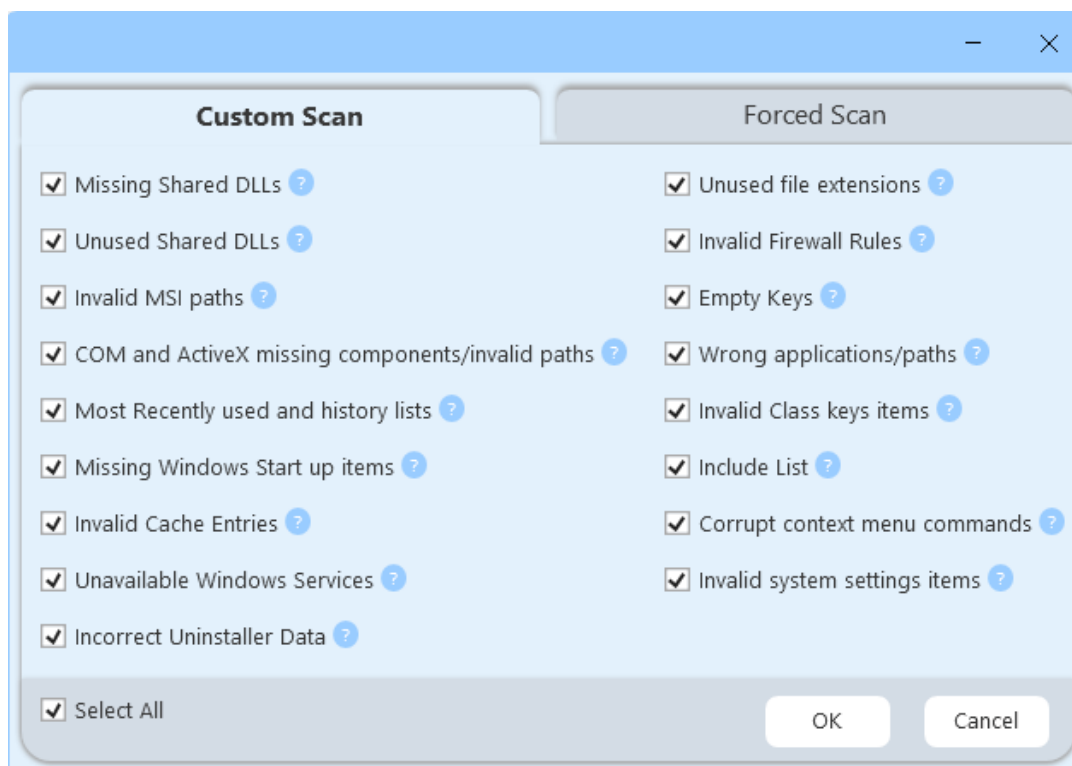 Custom Scan
Forced Scan
Missing Shared DLLs ?
Unused Shared DLLs ?
Invalid MSI paths ?
COM and ActiveX missing components/invalid paths ?
Most Recently used and history lists ?
Missing Windows Start up items ?
Invalid Cache Entries ?
Unavailable Windows Services ?
Incorrect Uninstaller Data ?
Unused file extensions ?
Invalid Firewall Rules ?
Empty Keys ?
Wrong applications/paths ?
Invalid Class keys items ?
Include List ?
Corrupt context menu commands ?
Invalid system settings items ?
Select All
OK
Cancel